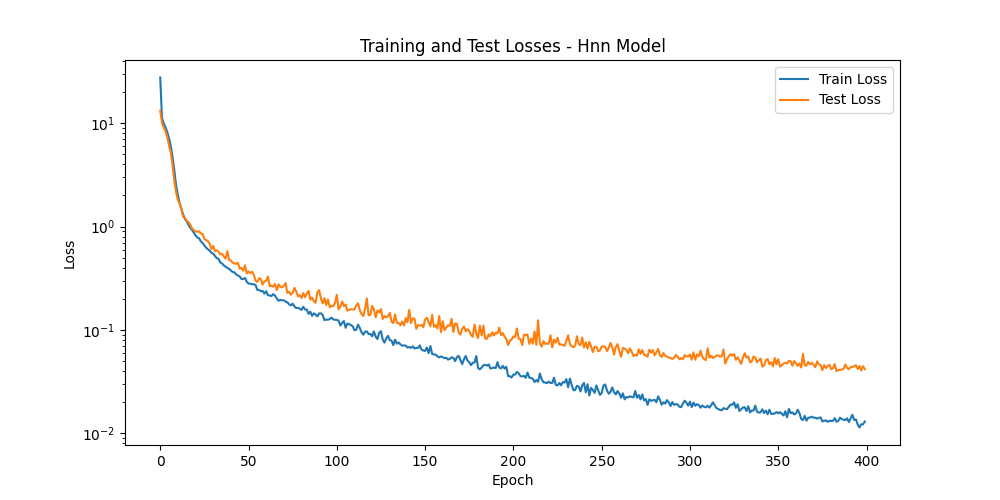 Training and Test Losses - Hnn Model
Train Loss
Test Loss
10¹
10⁰
10⁻¹
10⁻²
Loss
0 50 100 150 200 250 300 350 400
Epoch